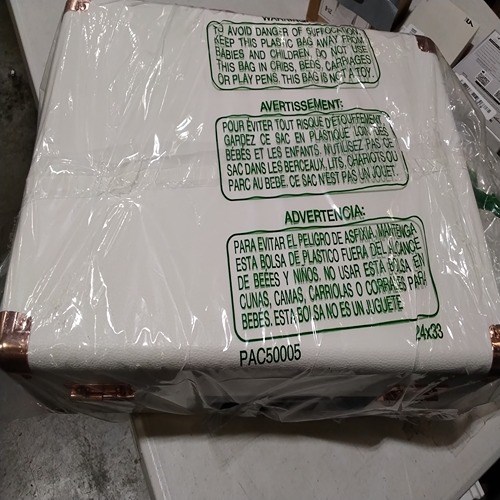 WARNING:
TO AVOID DANGER OF SUFFOCATION,
KEEP THIS PLASTIC BAG AWAY FROM
BABIES AND CHILDREN. DO NOT USE
THIS BAG IN CRIBS, BEDS, CARRIAGES
OR PLAY PENS. THIS BAG IS NOT A TOY.
AVERTISSEMENT:
POUR ÉVITER TOUT RISQUE D'ÉTOUFFEMENT,
GARDEZ CE SAC EN PLASTIQUE LOIN DES
BÉBÉS ET LES ENFANTS. N'UTILISEZ PAS CE
SAC DANS LES BERCEAUX, LITS, CHARIOTS OU
PARC AU BEBE. CE SAC N'EST PAS UN JOUET.
ADVERTENCIA:
PARA EVITAR EL PELIGRO DE ASFIXIA, MANTENGA
ESTA BOLSA DE PLASTICO FUERA DEL ALCANCE
DE BEBES Y NIÑOS. NO USAR ESTA BOLSA EN
CUNAS, CAMAS, CARRIOLAS O CORRALES PARA
BEBES. ESTA BOLSA NO ES UN JUGUETE
24x33
PAC50005